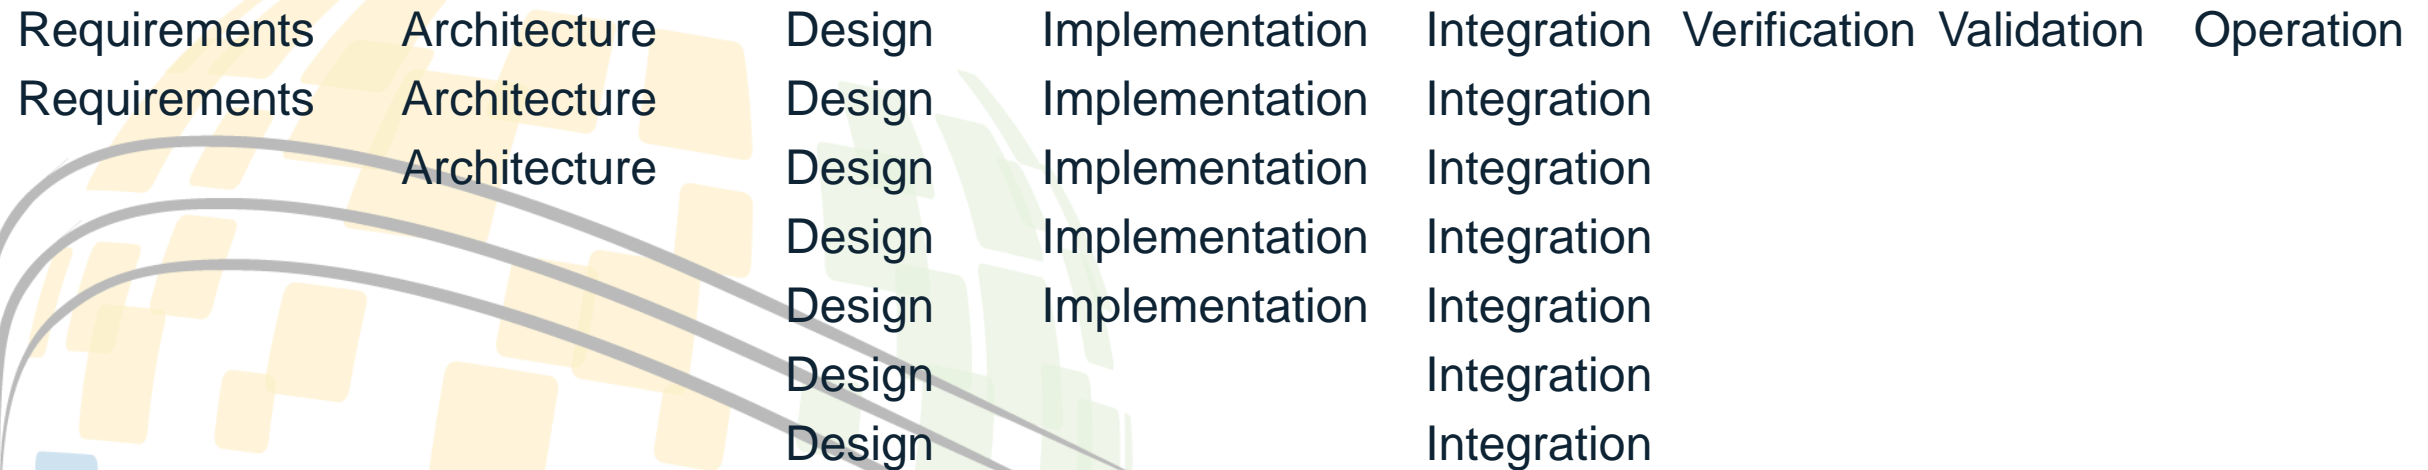 Requirements Architecture Design Implementation Integration Verification Validation Operation
Requirements Architecture Design Implementation Integration
Architecture Design Implementation Integration
Design Implementation Integration
Design Implementation Integration
Design Integration
Design Integration